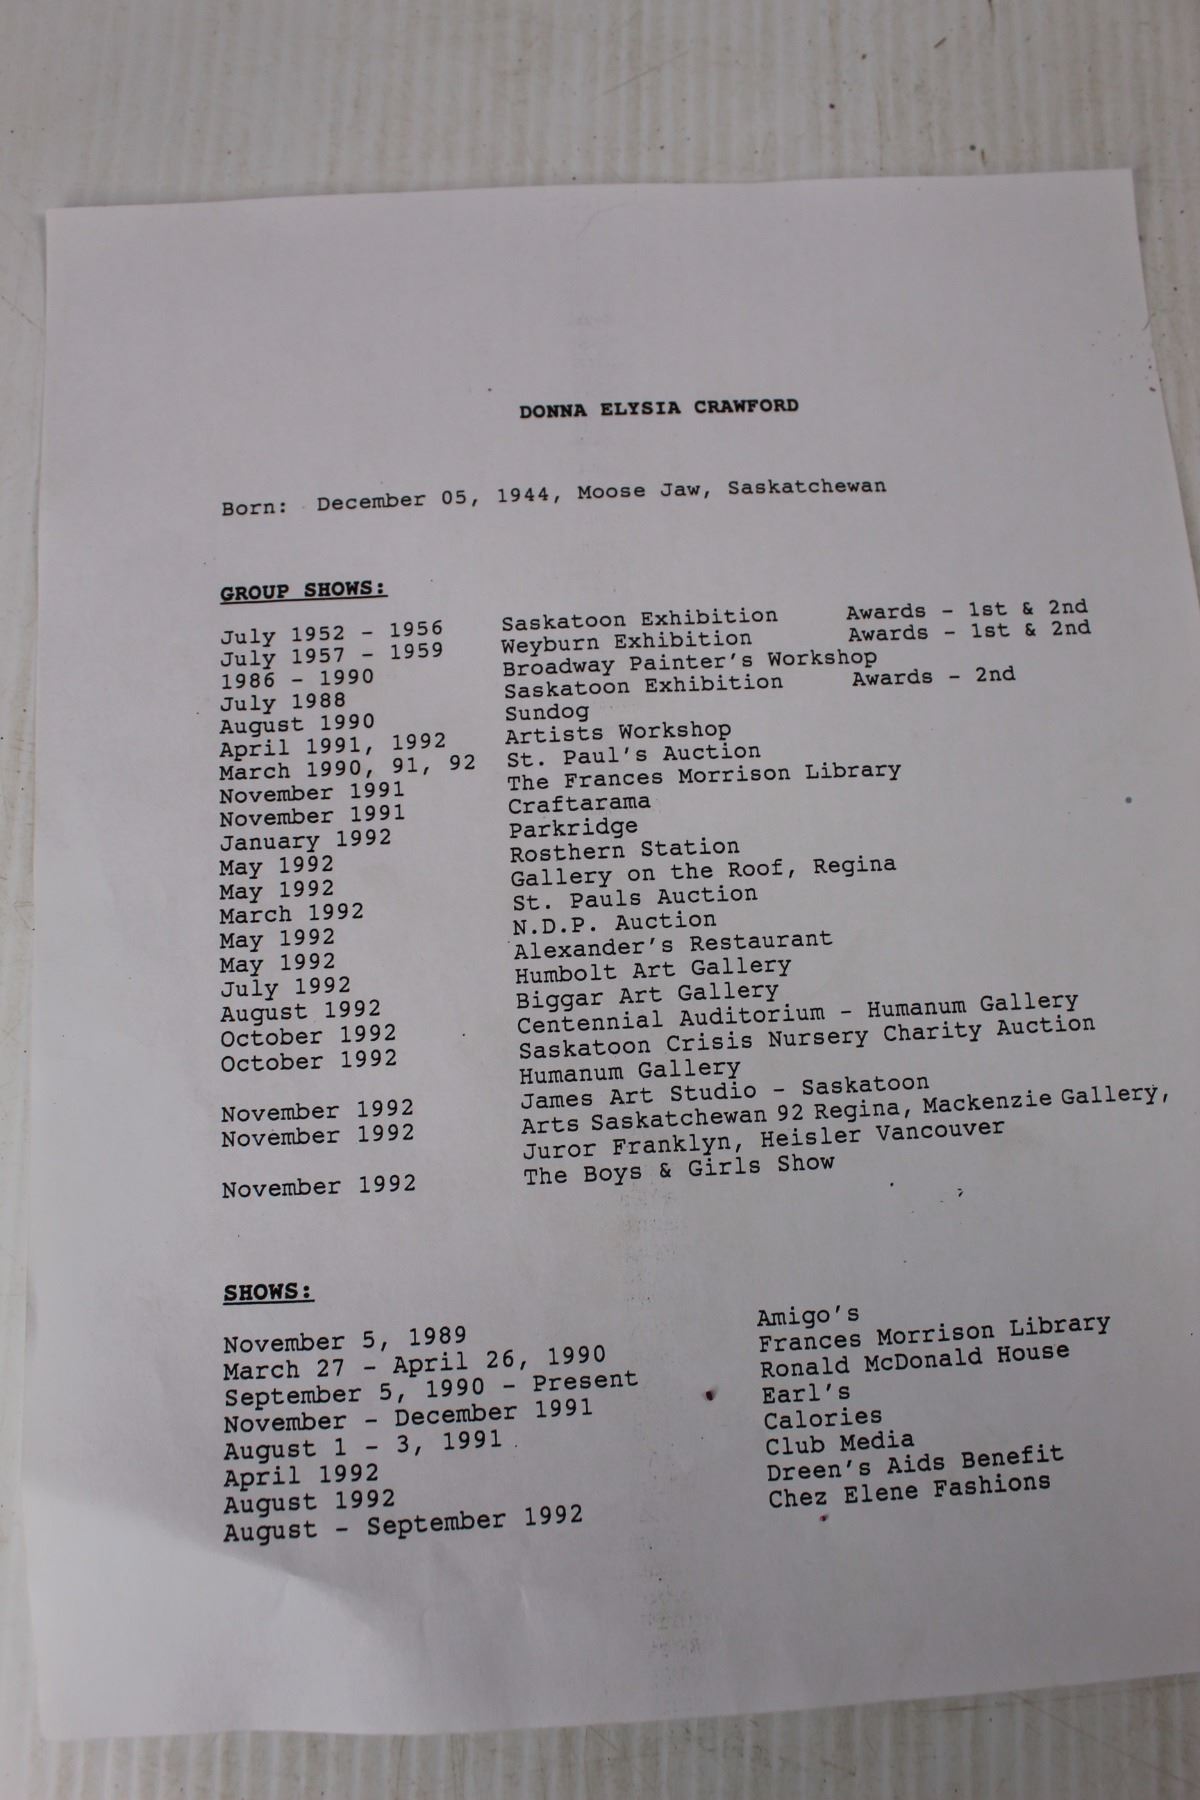 DONNA ELYSIA CRAWFORD
Born: December 05, 1944, Moose Jaw, Saskatchewan
GROUP SHOWS:
July 1952 - 1956 Saskatoon Exhibition Awards - 1st & 2nd
July 1957 - 1959 Weyburn Exhibition Awards - 1st & 2nd
1986 - 1990 Broadway Painter's Workshop
July 1988 Saskatoon Exhibition Awards - 2nd
August 1990 Sundog
April 1991, 1992 Artists Workshop
March 1990, 91, 92 St. Paul's Auction
November 1991 The Frances Morrison Library
November 1991 Craftarama
January 1992 Parkridge
May 1992 Rosthern Station
May 1992 Gallery on the Roof, Regina
March 1992 St. Pauls Auction
May 1992 N.D.P. Auction
May 1992 Alexander's Restaurant
July 1992 Humbolt Art Gallery
August 1992 Biggar Art Gallery
October 1992 Centennial Auditorium - Humanum Gallery
October 1992 Saskatoon Crisis Nursery Charity Auction
Humanum Gallery
November 1992 James Art Studio - Saskatoon
November 1992 Arts Saskatchewan 92 Regina, Mackenzie Gallery,
Juror Franklyn, Heisler Vancouver
November 1992 The Boys & Girls Show
SHOWS:
November 5, 1989 Amigo's
March 27 - April 26, 1990 Frances Morrison Library
September 5, 1990 - Present Ronald McDonald House
November - December 1991 Earl's
August 1 - 3, 1991 Calories
April 1992 Club Media
August 1992 Dreen's Aids Benefit
August - September 1992 Chez Elene Fashions